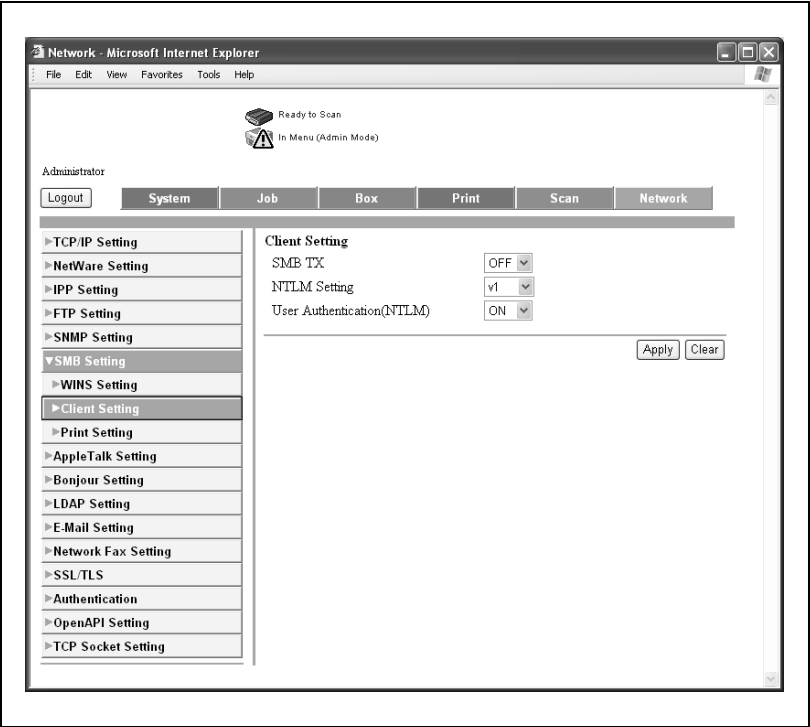 Network - Microsoft Internet Explorer
File Edit View Favorites Tools Help
Ready to Scan
In Menu (Admin Mode)
Administrator
Logout System Job Box Print Scan Network
TCP/IP Setting
NetWare Setting
IPP Setting
FTP Setting
SNMP Setting
SMB Setting
WINS Setting
Client Setting
Print Setting
AppleTalk Setting
Bonjour Setting
LDAP Setting
E-Mail Setting
Network Fax Setting
SSL/TLS
Authentication
OpenAPI Setting
TCP Socket Setting
Client Setting
SMB TX OFF
NTLM Setting v1
User Authentication(NTLM) ON
Apply Clear